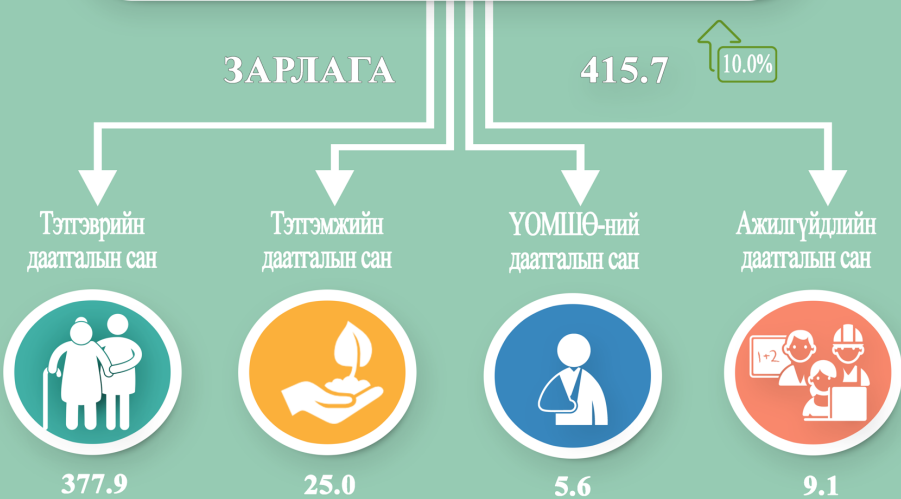 ЗАРЛАГА 415.7 10.0%
Тэтгэврийн
даатгалын сан
Тэтгэмжийн
даатгалын сан
ҮОМШӨ-ний
даатгалын сан
Ажилгүйдлийн
даатгалын сан
1+2
377.9 25.0 5.6 9.1